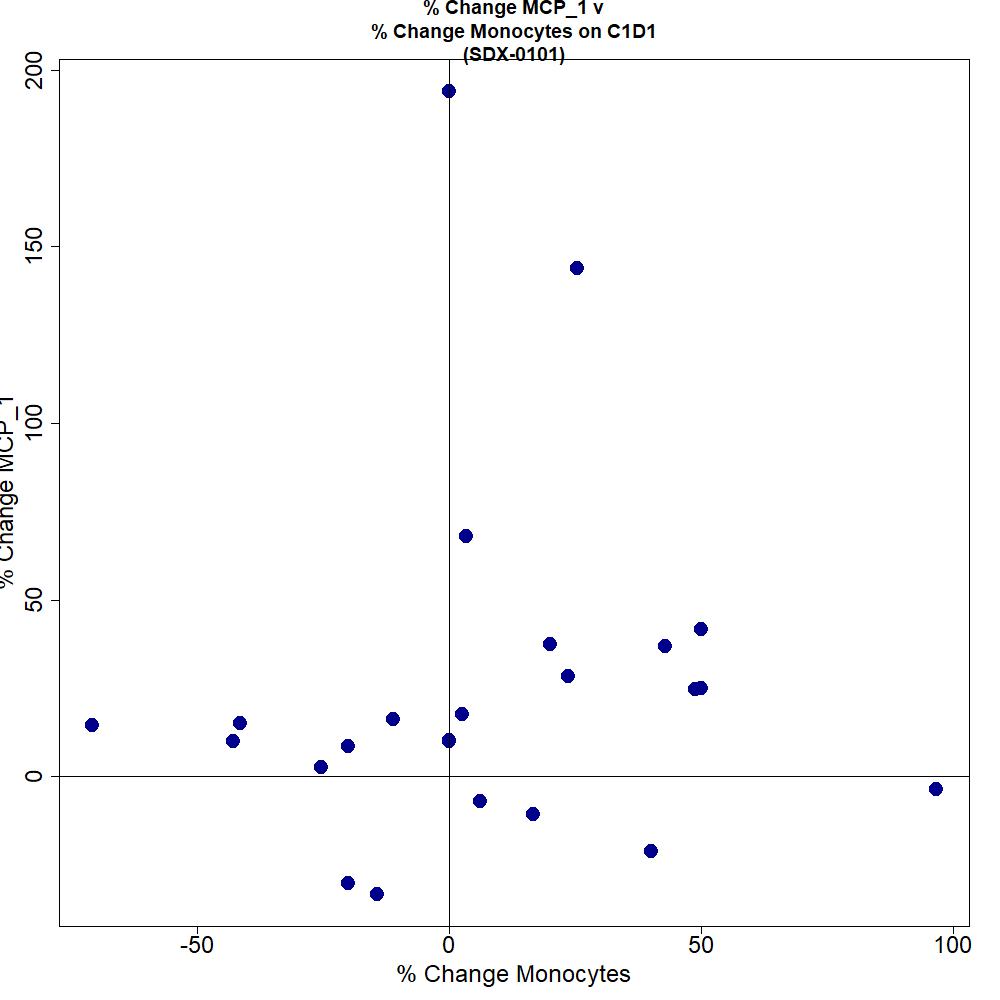 % Change MCP_1 v
% Change Monocytes on C1D1
(SDX-0101)
200
150
100
50
0
% Change MCP_1
-50
0
50
100
% Change Monocytes